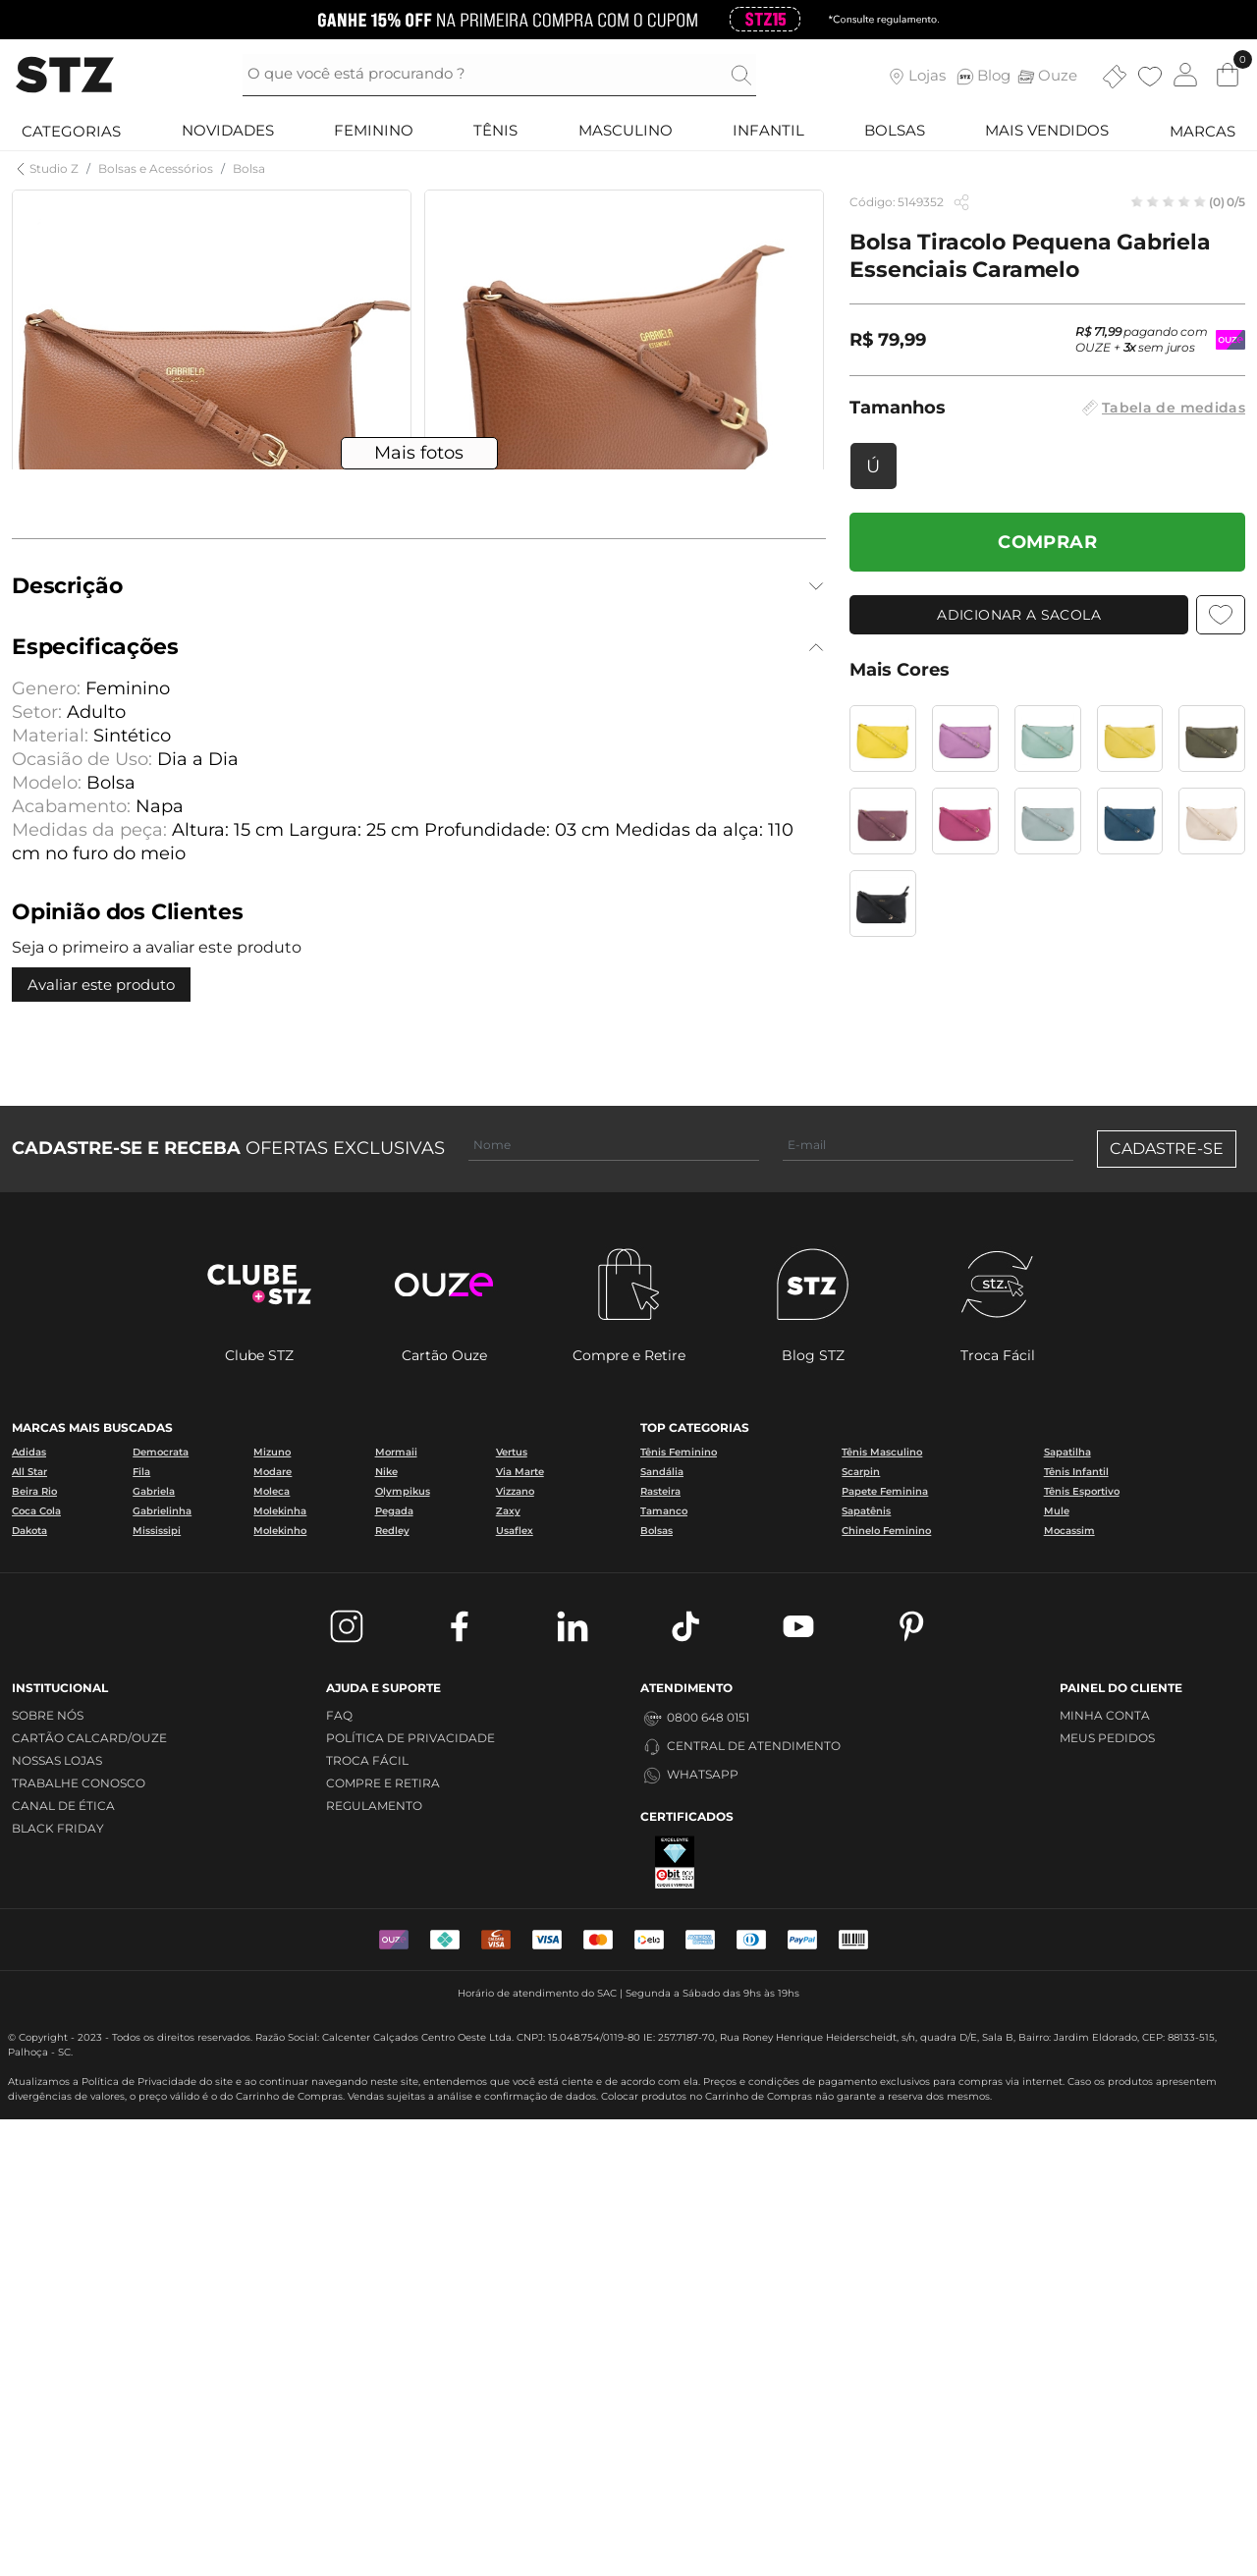 GANHE 15% OFF NA PRIMEIRA COMPRA COM O CUPOM STZ15 *Consulte regulamento.
STZ
O que você está procurando ?
Lojas STZ Blog Ouze 0
CATEGORIAS NOVIDADES FEMININO TÊNIS MASCULINO INFANTIL BOLSAS MAIS VENDIDOS MARCAS
Studio Z / Bolsas e Acessórios / Bolsa
GABRIELA
GABRIELA
ESSENCIALS
Mais fotos
Código: 5149352 (0) 0/5
Bolsa Tiracolo Pequena Gabriela
Essenciais Caramelo
R$ 79,99
R$ 71,99 pagando com
OUZE + 3x sem juros
OUZ
Tamanhos
Tabela de medidas
Ú
COMPRAR
ADICIONAR A SACOLA
Mais Cores
Descrição
Especificações
Genero: Feminino
Setor: Adulto
Material: Sintético
Ocasião de Uso: Dia a Dia
Modelo: Bolsa
Acabamento: Napa
Medidas da peça: Altura: 15 cm Largura: 25 cm Profundidade: 03 cm Medidas da alça: 110
cm no furo do meio
Opinião dos Clientes
Seja o primeiro a avaliar este produto
Avaliar este produto
CADASTRE-SE E RECEBA OFERTAS EXCLUSIVAS Nome E-mail CADASTRE-SE
CLUBE
+STZ
ouze
STZ
stz.
Clube STZ Cartão Ouze Compre e Retire Blog STZ Troca Fácil
MARCAS MAIS BUSCADAS
Adidas Democrata Mizuno Mormaii Vertus
All Star Fila Modare Nike Via Marte
Beira Rio Gabriela Moleca Olympikus Vizzano
Coca Cola Gabrielinha Molekinha Pegada Zaxy
Dakota Mississipi Molekinho Redley Usaflex
TOP CATEGORIAS
Tênis Feminino Tênis Masculino Sapatilha
Sandália Scarpin Tênis Infantil
Rasteira Papete Feminina Tênis Esportivo
Tamanco Sapatênis Mule
Bolsas Chinelo Feminino Mocassim
INSTITUCIONAL
SOBRE NÓS
CARTÃO CALCARD/OUZE
NOSSAS LOJAS
TRABALHE CONOSCO
CANAL DE ÉTICA
BLACK FRIDAY
AJUDA E SUPORTE
FAQ
POLÍTICA DE PRIVACIDADE
TROCA FÁCIL
COMPRE E RETIRA
REGULAMENTO
ATENDIMENTO
0800 648 0151
CENTRAL DE ATENDIMENTO
WHATSAPP
CERTIFICADOS
EXCELENTE
ebit
CLIQUE E VERIFIQUE
PAINEL DO CLIENTE
MINHA CONTA
MEUS PEDIDOS
OUZ VISA VISA elo PayPal
Horário de atendimento do SAC | Segunda a Sábado das 9hs às 19hs
© Copyright - 2023 - Todos os direitos reservados. Razão Social: Calcenter Calçados Centro Oeste Ltda. CNPJ: 15.048.754/0119-80 IE: 257.7187-70, Rua Roney Henrique Heiderscheidt, s/n, quadra D/E, Sala B, Bairro: Jardim Eldorado, CEP: 88133-515,
Palhoça - SC.
Atualizamos a Política de Privacidade do site e ao continuar navegando neste site, entendemos que você está ciente e de acordo com ela. Preços e condições de pagamento exclusivos para compras via internet. Caso os produtos apresentem
divergências de valores, o preço válido é o do Carrinho de Compras. Vendas sujeitas a análise e confirmação de dados. Colocar produtos no Carrinho de Compras não garante a reserva dos mesmos.